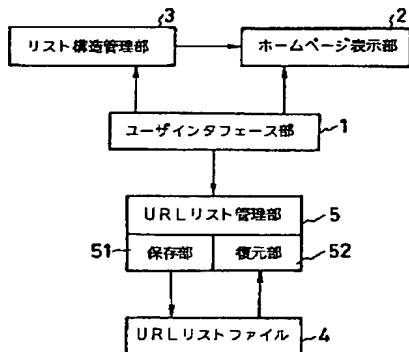 3
2
リスト構造管理部
ホームページ表示部
ユーザインタフェース部
1
URLリスト管理部
5
51
保存部
復元部
52
URLリストファイル
4